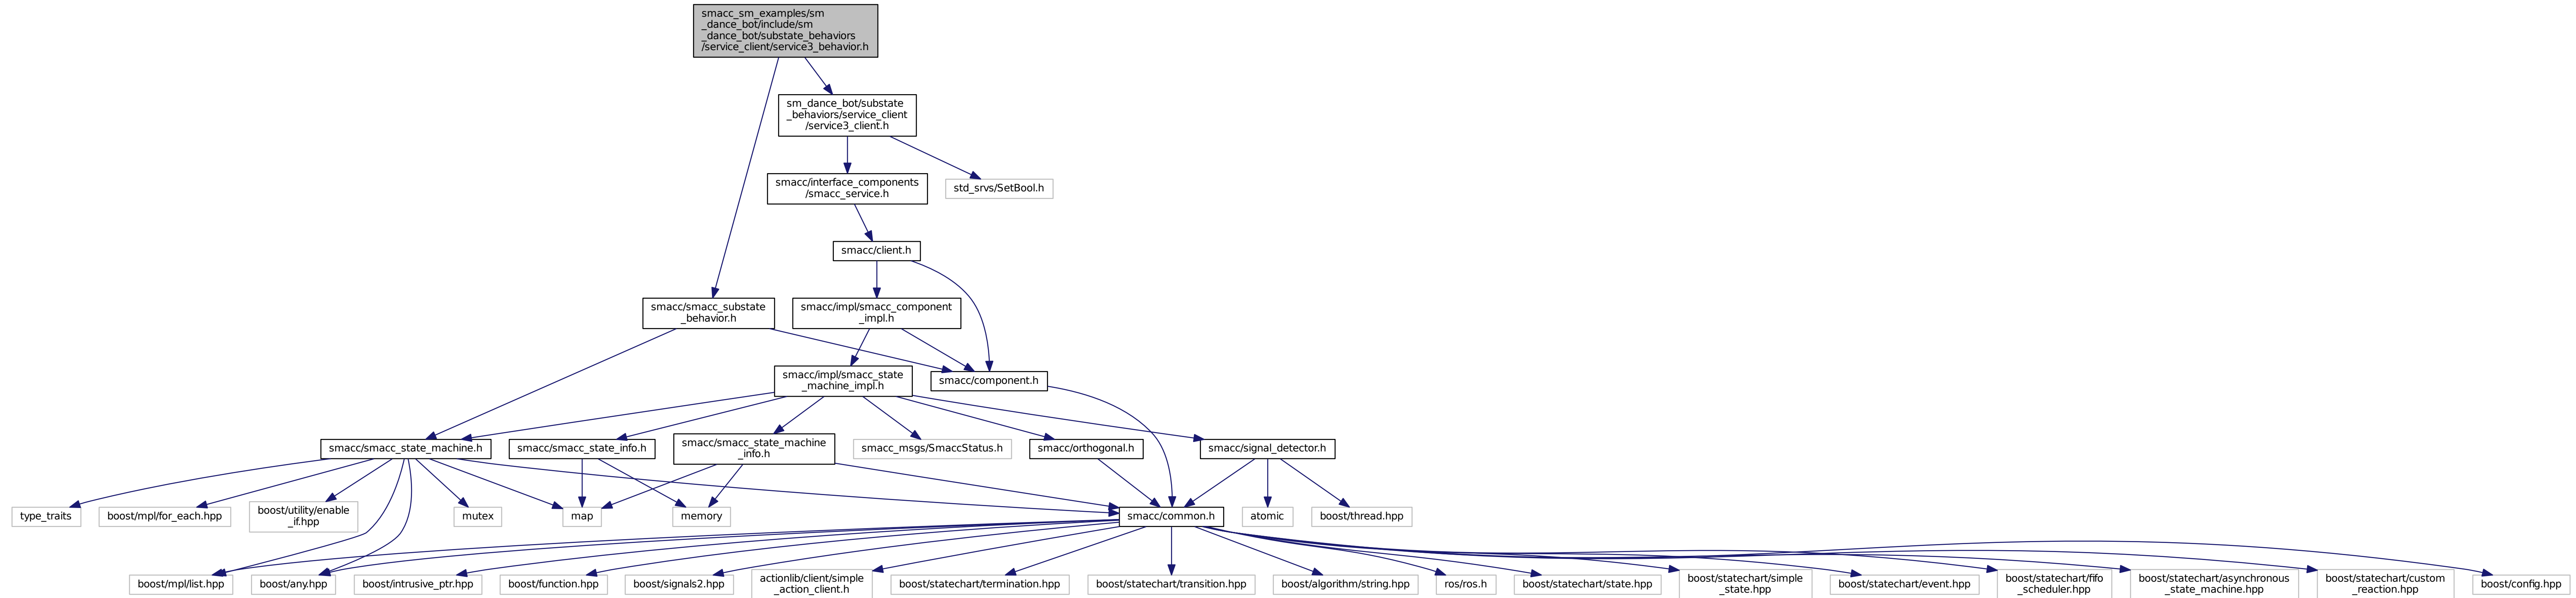 smacc_sm_examples/sm
_dance_bot/include/sm
_dance_bot/substate_behaviors
/service_client/service3_behavior.h
sm_dance_bot/substate
_behaviors/service_client
/service3_client.h
smacc/interface_components
/smacc_service.h
std_srvs/SetBool.h
smacc/client.h
smacc/smacc_substate
_behavior.h
smacc/impl/smacc_component
_impl.h
smacc/impl/smacc_state
_machine_impl.h
smacc/component.h
smacc/smacc_state_machine.h
smacc/smacc_state_info.h
smacc/smacc_state_machine
_info.h
smacc_msgs/SmaccStatus.h
smacc/orthogonal.h
smacc/signal_detector.h
type_traits
boost/mpl/for_each.hpp
boost/utility/enable
_if.hpp
mutex
map
memory
smacc/common.h
atomic
boost/thread.hpp
boost/mpl/list.hpp
boost/any.hpp
boost/intrusive_ptr.hpp
boost/function.hpp
boost/signals2.hpp
actionlib/client/simple
_action_client.h
boost/statechart/termination.hpp
boost/statechart/transition.hpp
boost/algorithm/string.hpp
ros/ros.h
boost/statechart/state.hpp
boost/statechart/simple
_state.hpp
boost/statechart/event.hpp
boost/statechart/fifo
_scheduler.hpp
boost/statechart/asynchronous
_state_machine.hpp
boost/statechart/custom
_reaction.hpp
boost/config.hpp